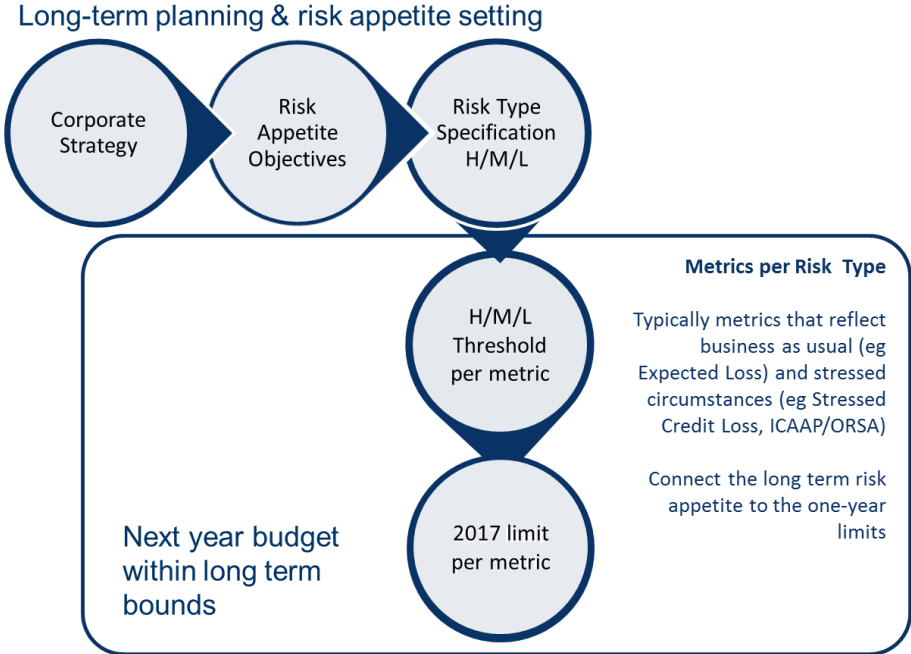 Long-term planning & risk appetite setting
Corporate
Strategy
Risk
Appetite
Objectives
Risk Type
Specification
H/M/L
H/M/L
Threshold
per metric
Metrics per Risk Type
Typically metrics that reflect
business as usual (eg
Expected Loss) and stressed
circumstances (eg Stressed
Credit Loss, ICAAP/ORSA)
Connect the long term risk
appetite to the one-year
limits
2017 limit
per metric
Next year budget
within long term
bounds